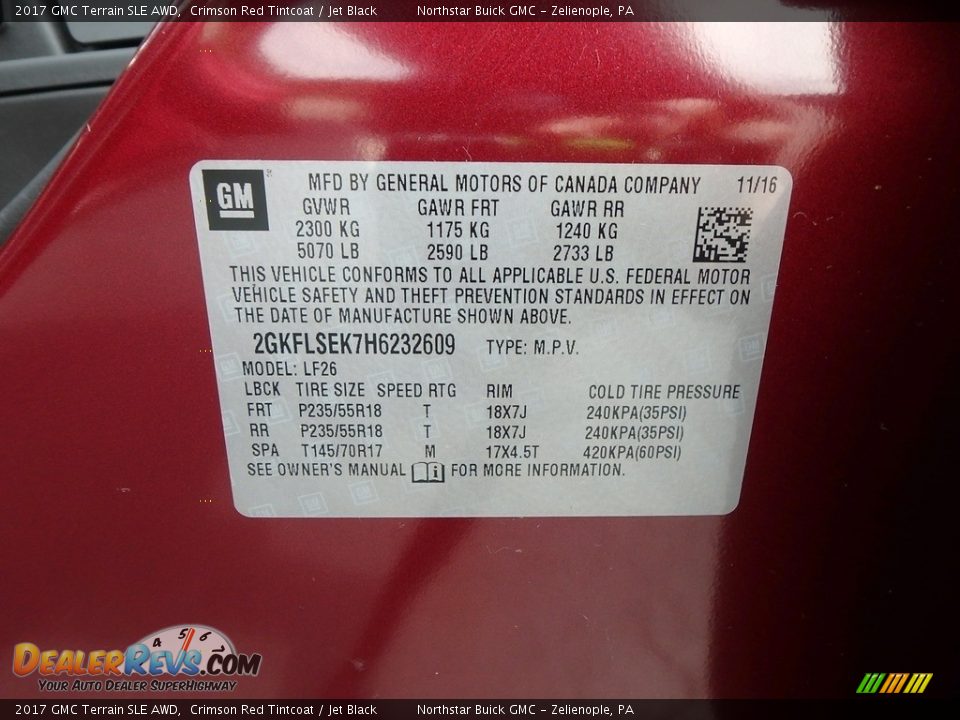 2017 GMC Terrain SLE AWD, Crimson Red Tintcoat / Jet Black Northstar Buick GMC - Zelienople, PA
GM MFD BY GENERAL MOTORS OF CANADA COMPANY 11/16
GVWR GAWR FRT GAWR RR
2300 KG 1175 KG 1240 KG
5070 LB 2590 LB 2733 LB
THIS VEHICLE CONFORMS TO ALL APPLICABLE U.S. FEDERAL MOTOR
VEHICLE SAFETY AND THEFT PREVENTION STANDARDS IN EFFECT ON
THE DATE OF MANUFACTURE SHOWN ABOVE.
2GKFLSEK7H6232609 TYPE: M.P.V.
MODEL: LF26
LBCK TIRE SIZE SPEED RTG RIM COLD TIRE PRESSURE
FRT P235/55R18 T 18X7J 240KPA(35PSI)
RR P235/55R18 T 18X7J 240KPA(35PSI)
SPA T145/70R17 M 17X4.5T 420KPA(60PSI)
SEE OWNER'S MANUAL i FOR MORE INFORMATION.
4 5 6
DEALERREVS.COM
YOUR AUTO DEALER SUPERHIGHWAY
2017 GMC Terrain SLE AWD, Crimson Red Tintcoat / Jet Black Northstar Buick GMC - Zelienople, PA